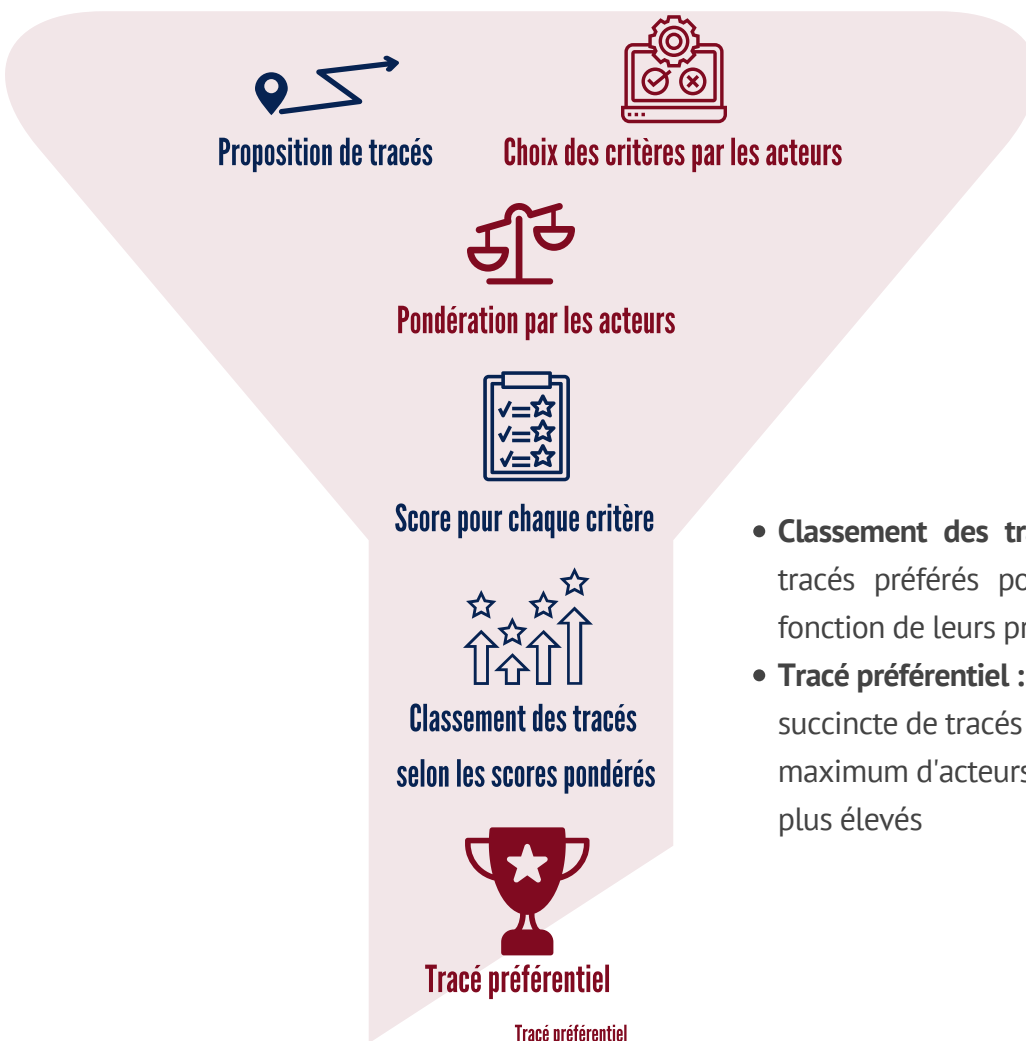 Proposition de tracés
Choix des critères par les acteurs
Pondération par les acteurs
Score pour chaque critère
Classement des tracés
selon les scores pondérés
Tracé préférentiel
Tracé préférentiel
• Classement des
tracés préférés
fonction de leurs
• Tracé préférentiel :
succincte de tracés
maximum d'acteurs
plus élevés